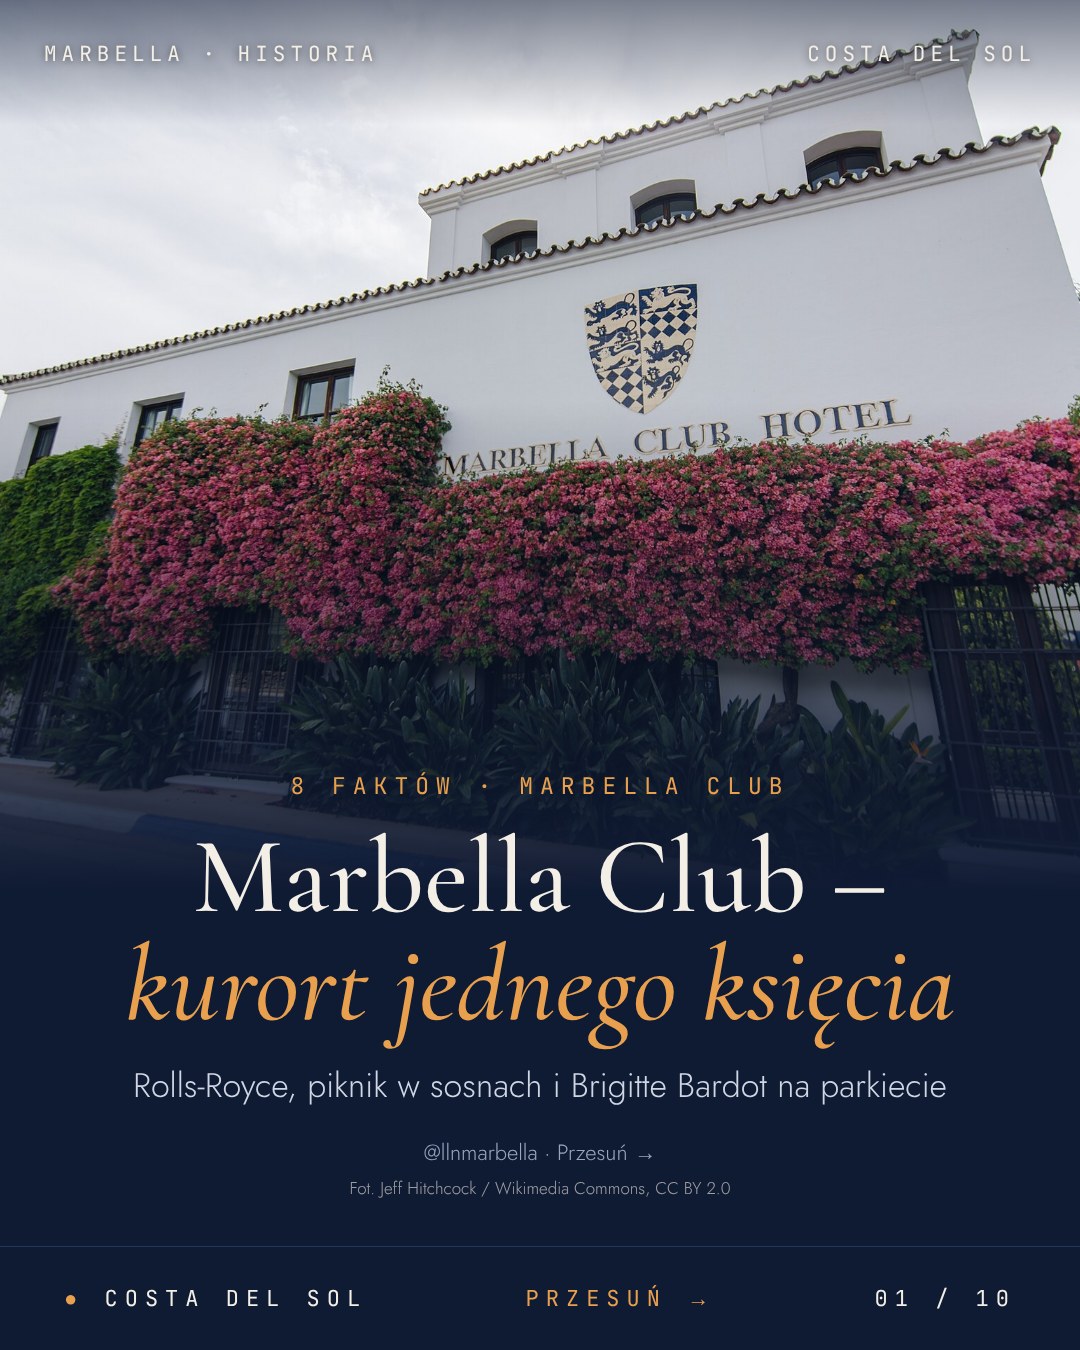 MARBELLA · HISTORIA
COSTA DEL SOL
MARBELLA CLUB HOTEL
8 FAKTÓW · MARBELLA CLUB
Marbella Club –
kurort jednego księcia
Rolls-Royce, piknik w sosnach i Brigitte Bardot na parkiecie
@llnmarbella · Przesuń →
Fot. Jeff Hitchcock / Wikimedia Commons, CC BY 2.0
● COSTA DEL SOL
PRZESUŃ →
01 / 10